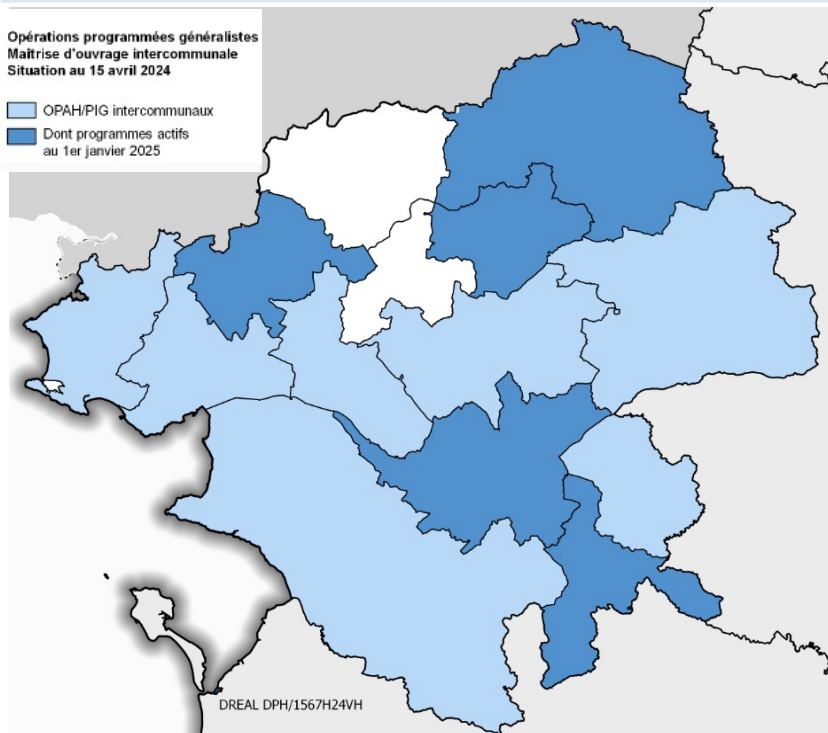 Opérations programmées généralistes
Maîtrise d'ouvrage intercommunale
Situation au 15 avril 2024
OPAH/PIG intercommunaux
Dont programmes actifs
au 1er janvier 2025
DREAL DPH/1567H24VH